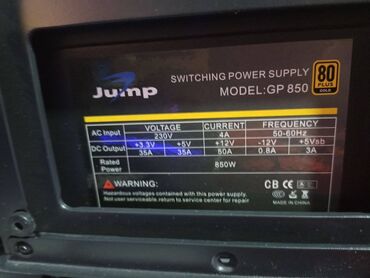 Jump
SWITCHING POWER SUPPLY
MODEL:GP 850
80
PLUS
GOLD
VOLTAGE CURRENT FREQUENCY
AC Input 230V 4A 50-60Hz
DC Output +3.3V +5V +12V -12V +5Vsb
35A 35A 50A 0.8A 3A
Rated Power 850W
WARNING:
Hazardous voltages contained with this power supply.
Not user serviceable. return to service center for repair
CB CE
MADE IN CHINA